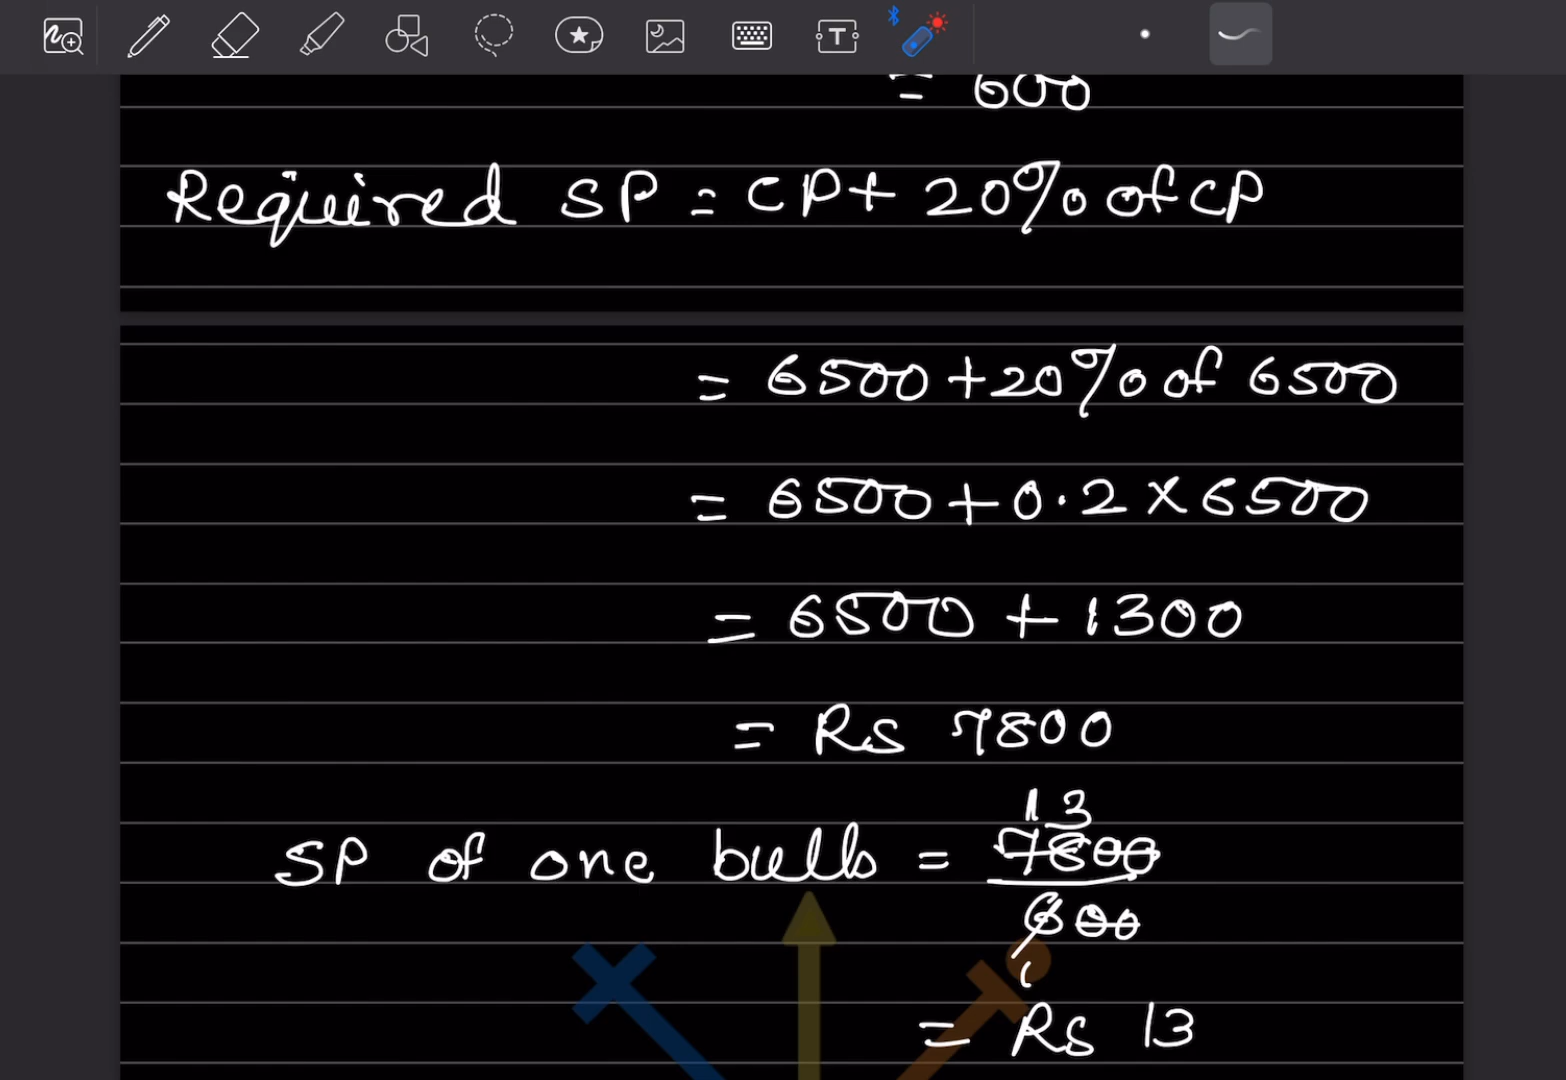 = 600
Required SP = CP + 20% of CP
= 6500 + 20% of 6500
= 6500 + 0.2 × 6500
= 6500 + 1300
= Rs 7800
13
SP of one bulb = 7800
600
1
= Rs 13